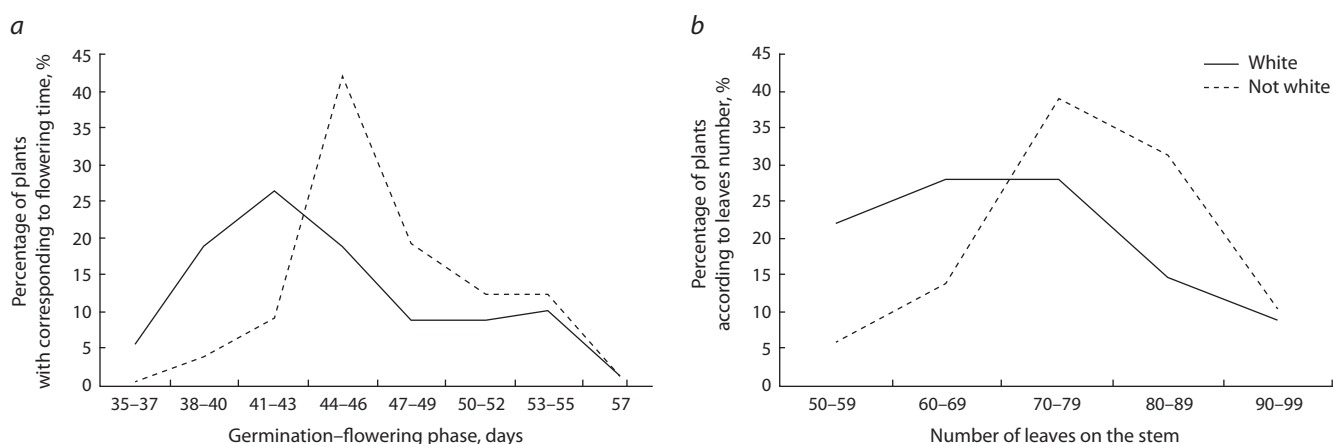 a
Percentage of plants
with corresponding to flowering time, %
45
40
35
30
25
20
15
10
5
0
35–37 38–40 41–43 44–46 47–49 50–52 53–55 57
Germination–flowering phase, days
b
Percentage of plants
according to leaves number, %
45
40
35
30
25
20
15
10
5
0
50–59 60–69 70–79 80–89 90–99
Number of leaves on the stem
White
Not white